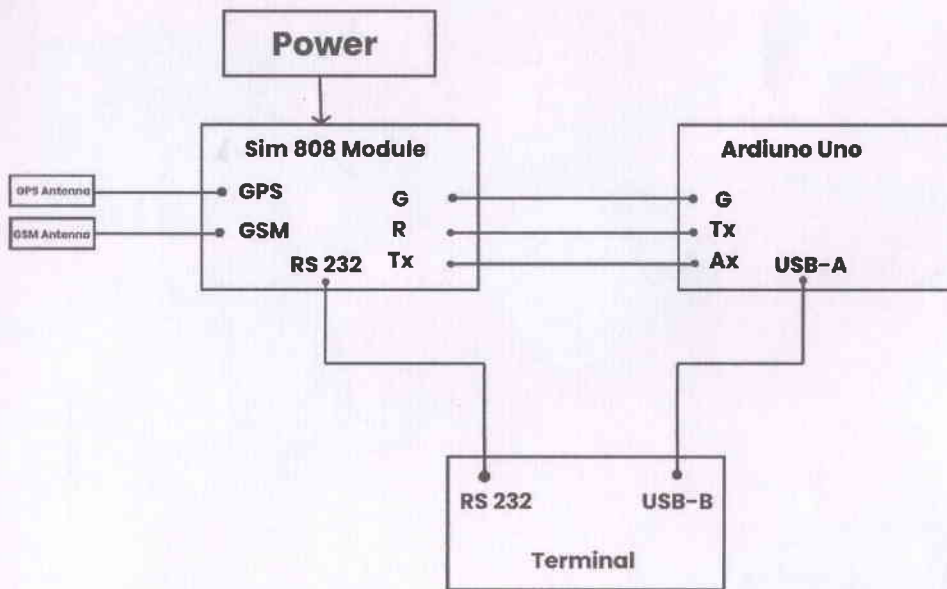 Power
Sim 808 Module
Ardiuno Uno
GPS Antenna
GPS
G
G
GSM Antenna
GSM
R
Tx
RS 232
Tx
Ax
USB-A
RS 232
USB-B
Terminal